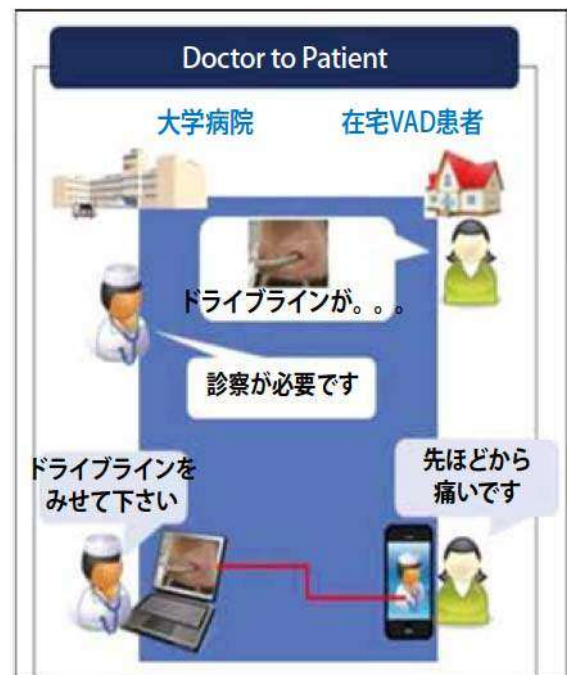 Doctor to Patient
大学病院
在宅VAD患者
ドライブラインが。。。
診察が必要です
ドライブラインを
みせて下さい
先ほどから
痛いです